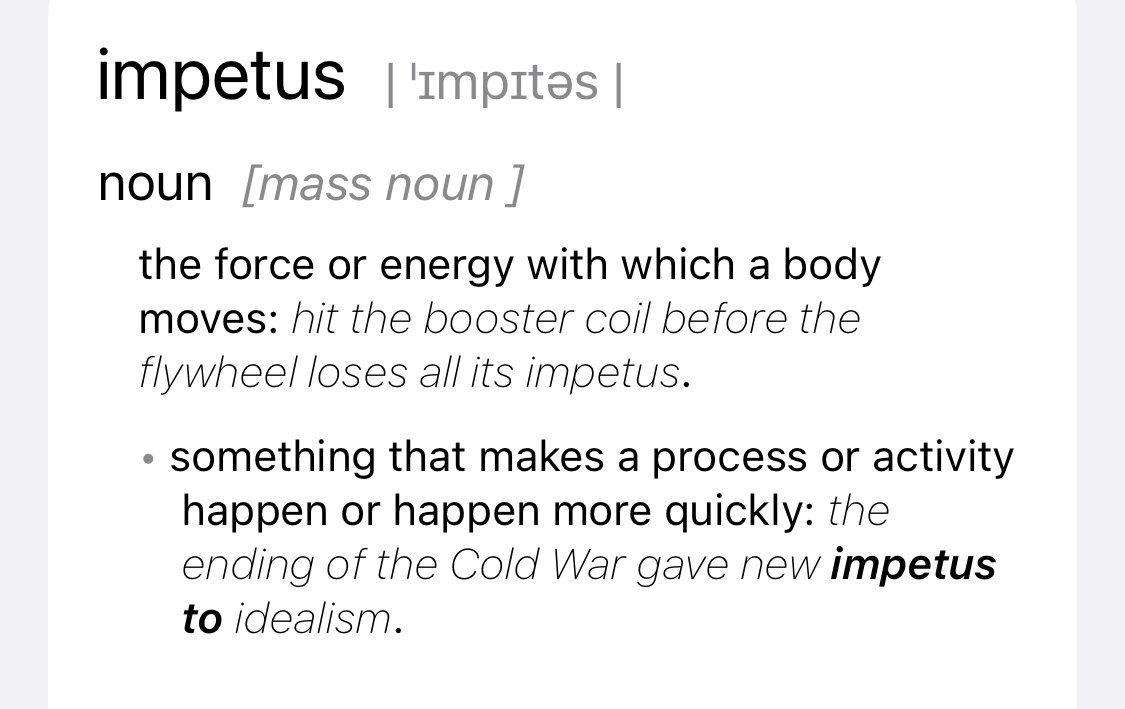 impetus | ˈɪmpɪtəs |
noun [mass noun ]
the force or energy with which a body
moves: hit the booster coil before the
flywheel loses all its impetus.
• something that makes a process or activity
happen or happen more quickly: the
ending of the Cold War gave new impetus
to idealism.